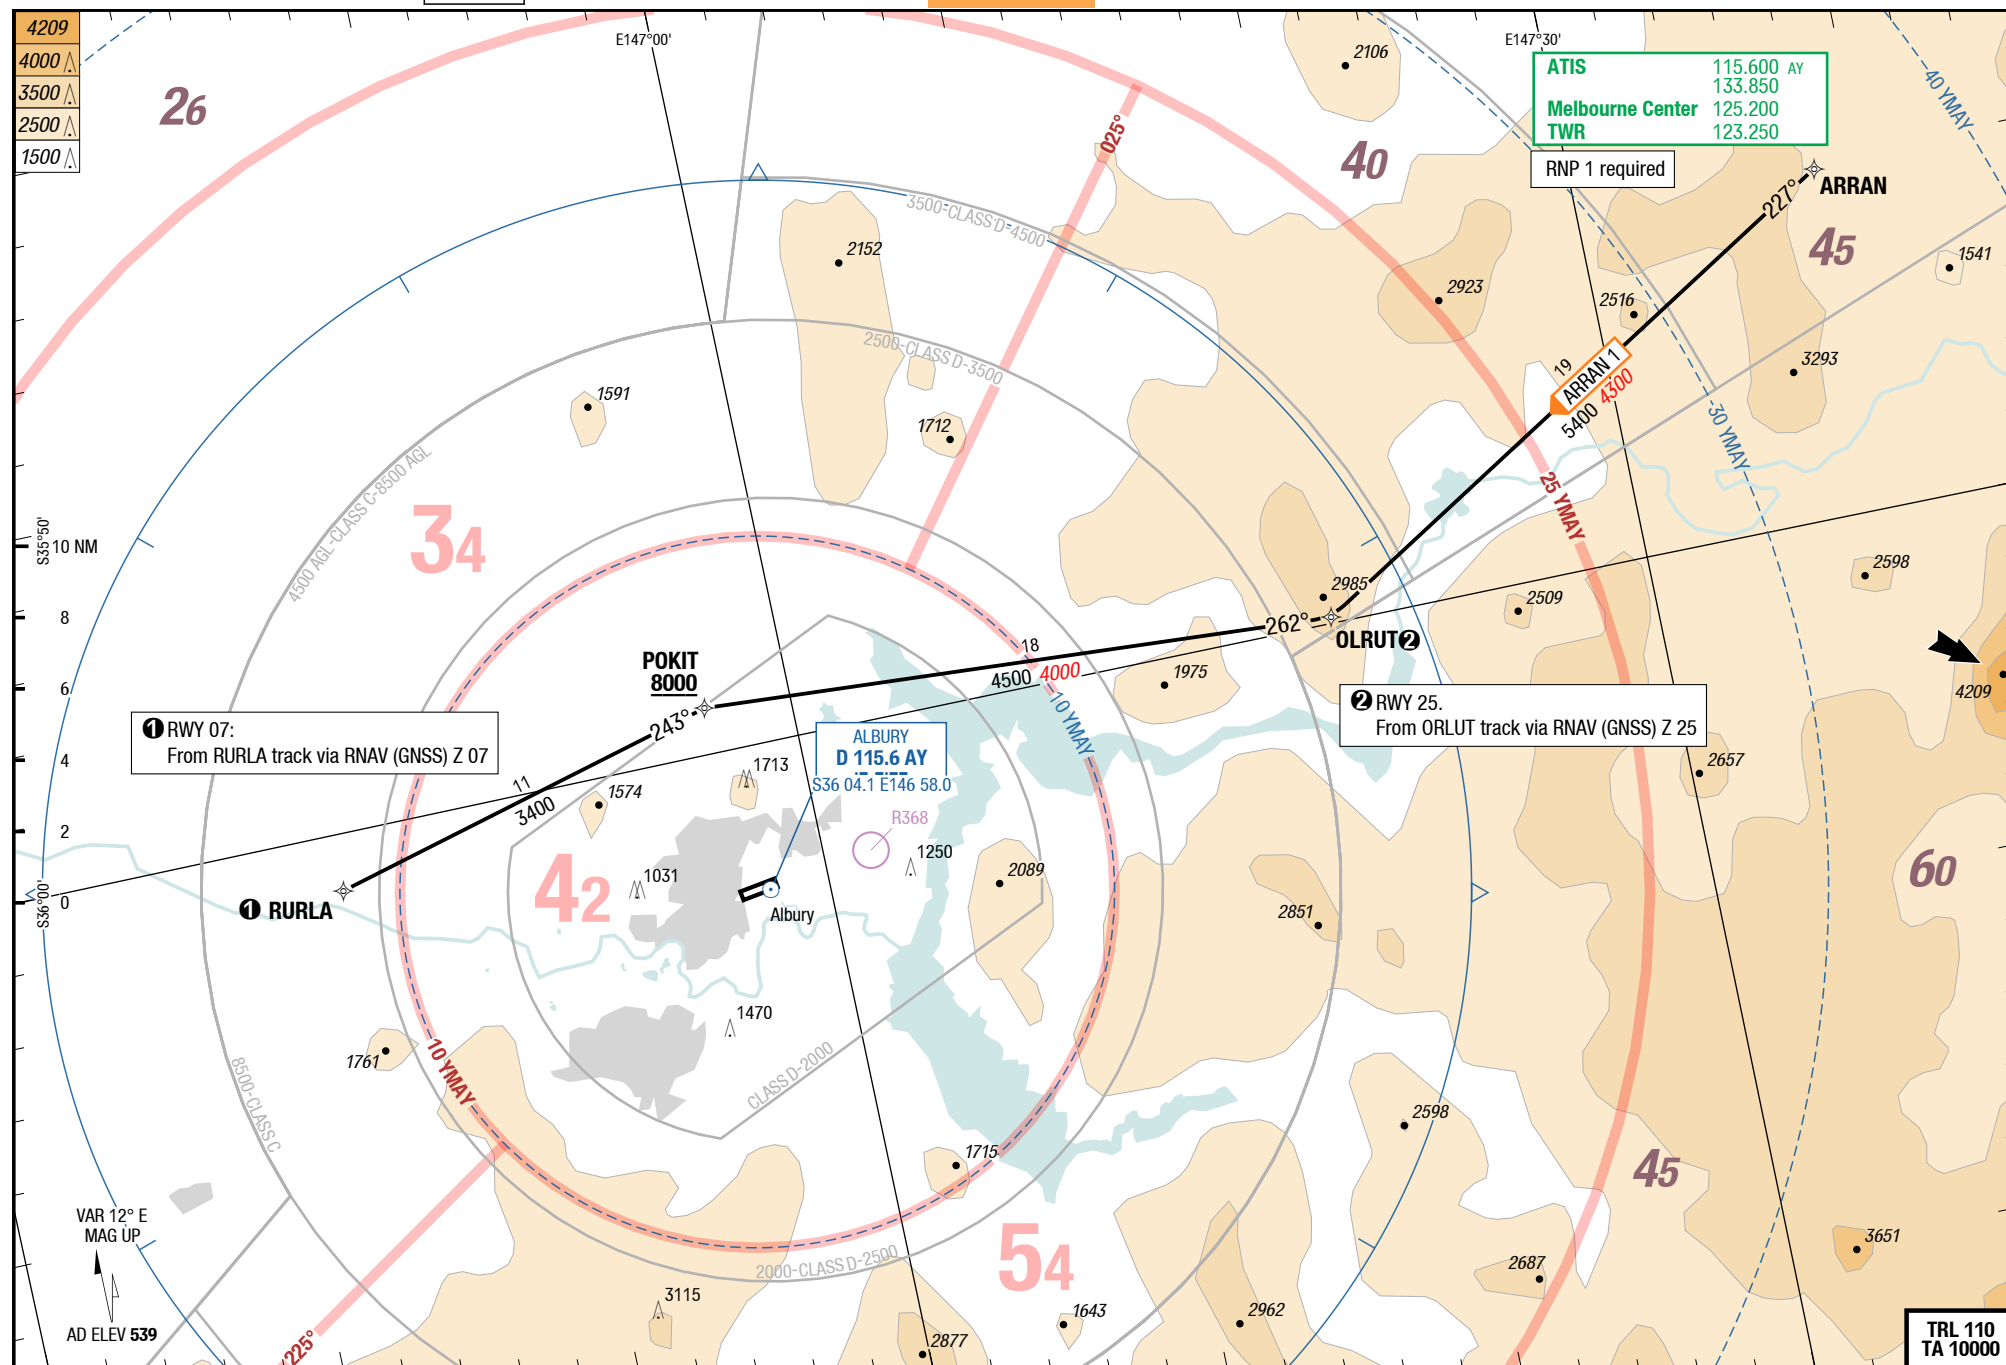 4209
4000
3500
2500
1500
E147°00'
E147°30'
26
2106
ATIS 115.600 AY
133.850
Melbourne Center 125.200
TWR 123.250
40 YMAY
025°
40
RNP 1 required
227° ARRAN
45
3500-CLASS D-4500
2152
1541
2923
2516
2500-CLASS D-3500
3293
19
ARRAN 1
5400 4300
1591
1712
30 YMAY
4500 AGL-CLASS C-8500 AGL
25 YMAY
34
S35°50'
10 NM
2598
2985
2509
8
262°
OLRUT 2
18
4500 4000
POKIT
8000
1975
6
4209
243°
10 YMAY
1 RWY 07:
From RURLA track via RNAV (GNSS) Z 07
2 RWY 25.
From ORLUT track via RNAV (GNSS) Z 25
ALBURY
D 115.6 AY
S36 04.1 E146 58.0
4
1713
2657
11
3400
1574
R368
2
1250
2089
60
1031
42
S36°00'
0
1 RURLA
Albury
2851
1470
1761
10 YMAY
CLASS D-2000
8500-CLASS C
2598
1715
45
VAR 12° E
MAG UP
54
2000-CLASS D-2500
3651
2687
3115
1643
2962
AD ELEV 539
225°
2877
TRL 110
TA 10000